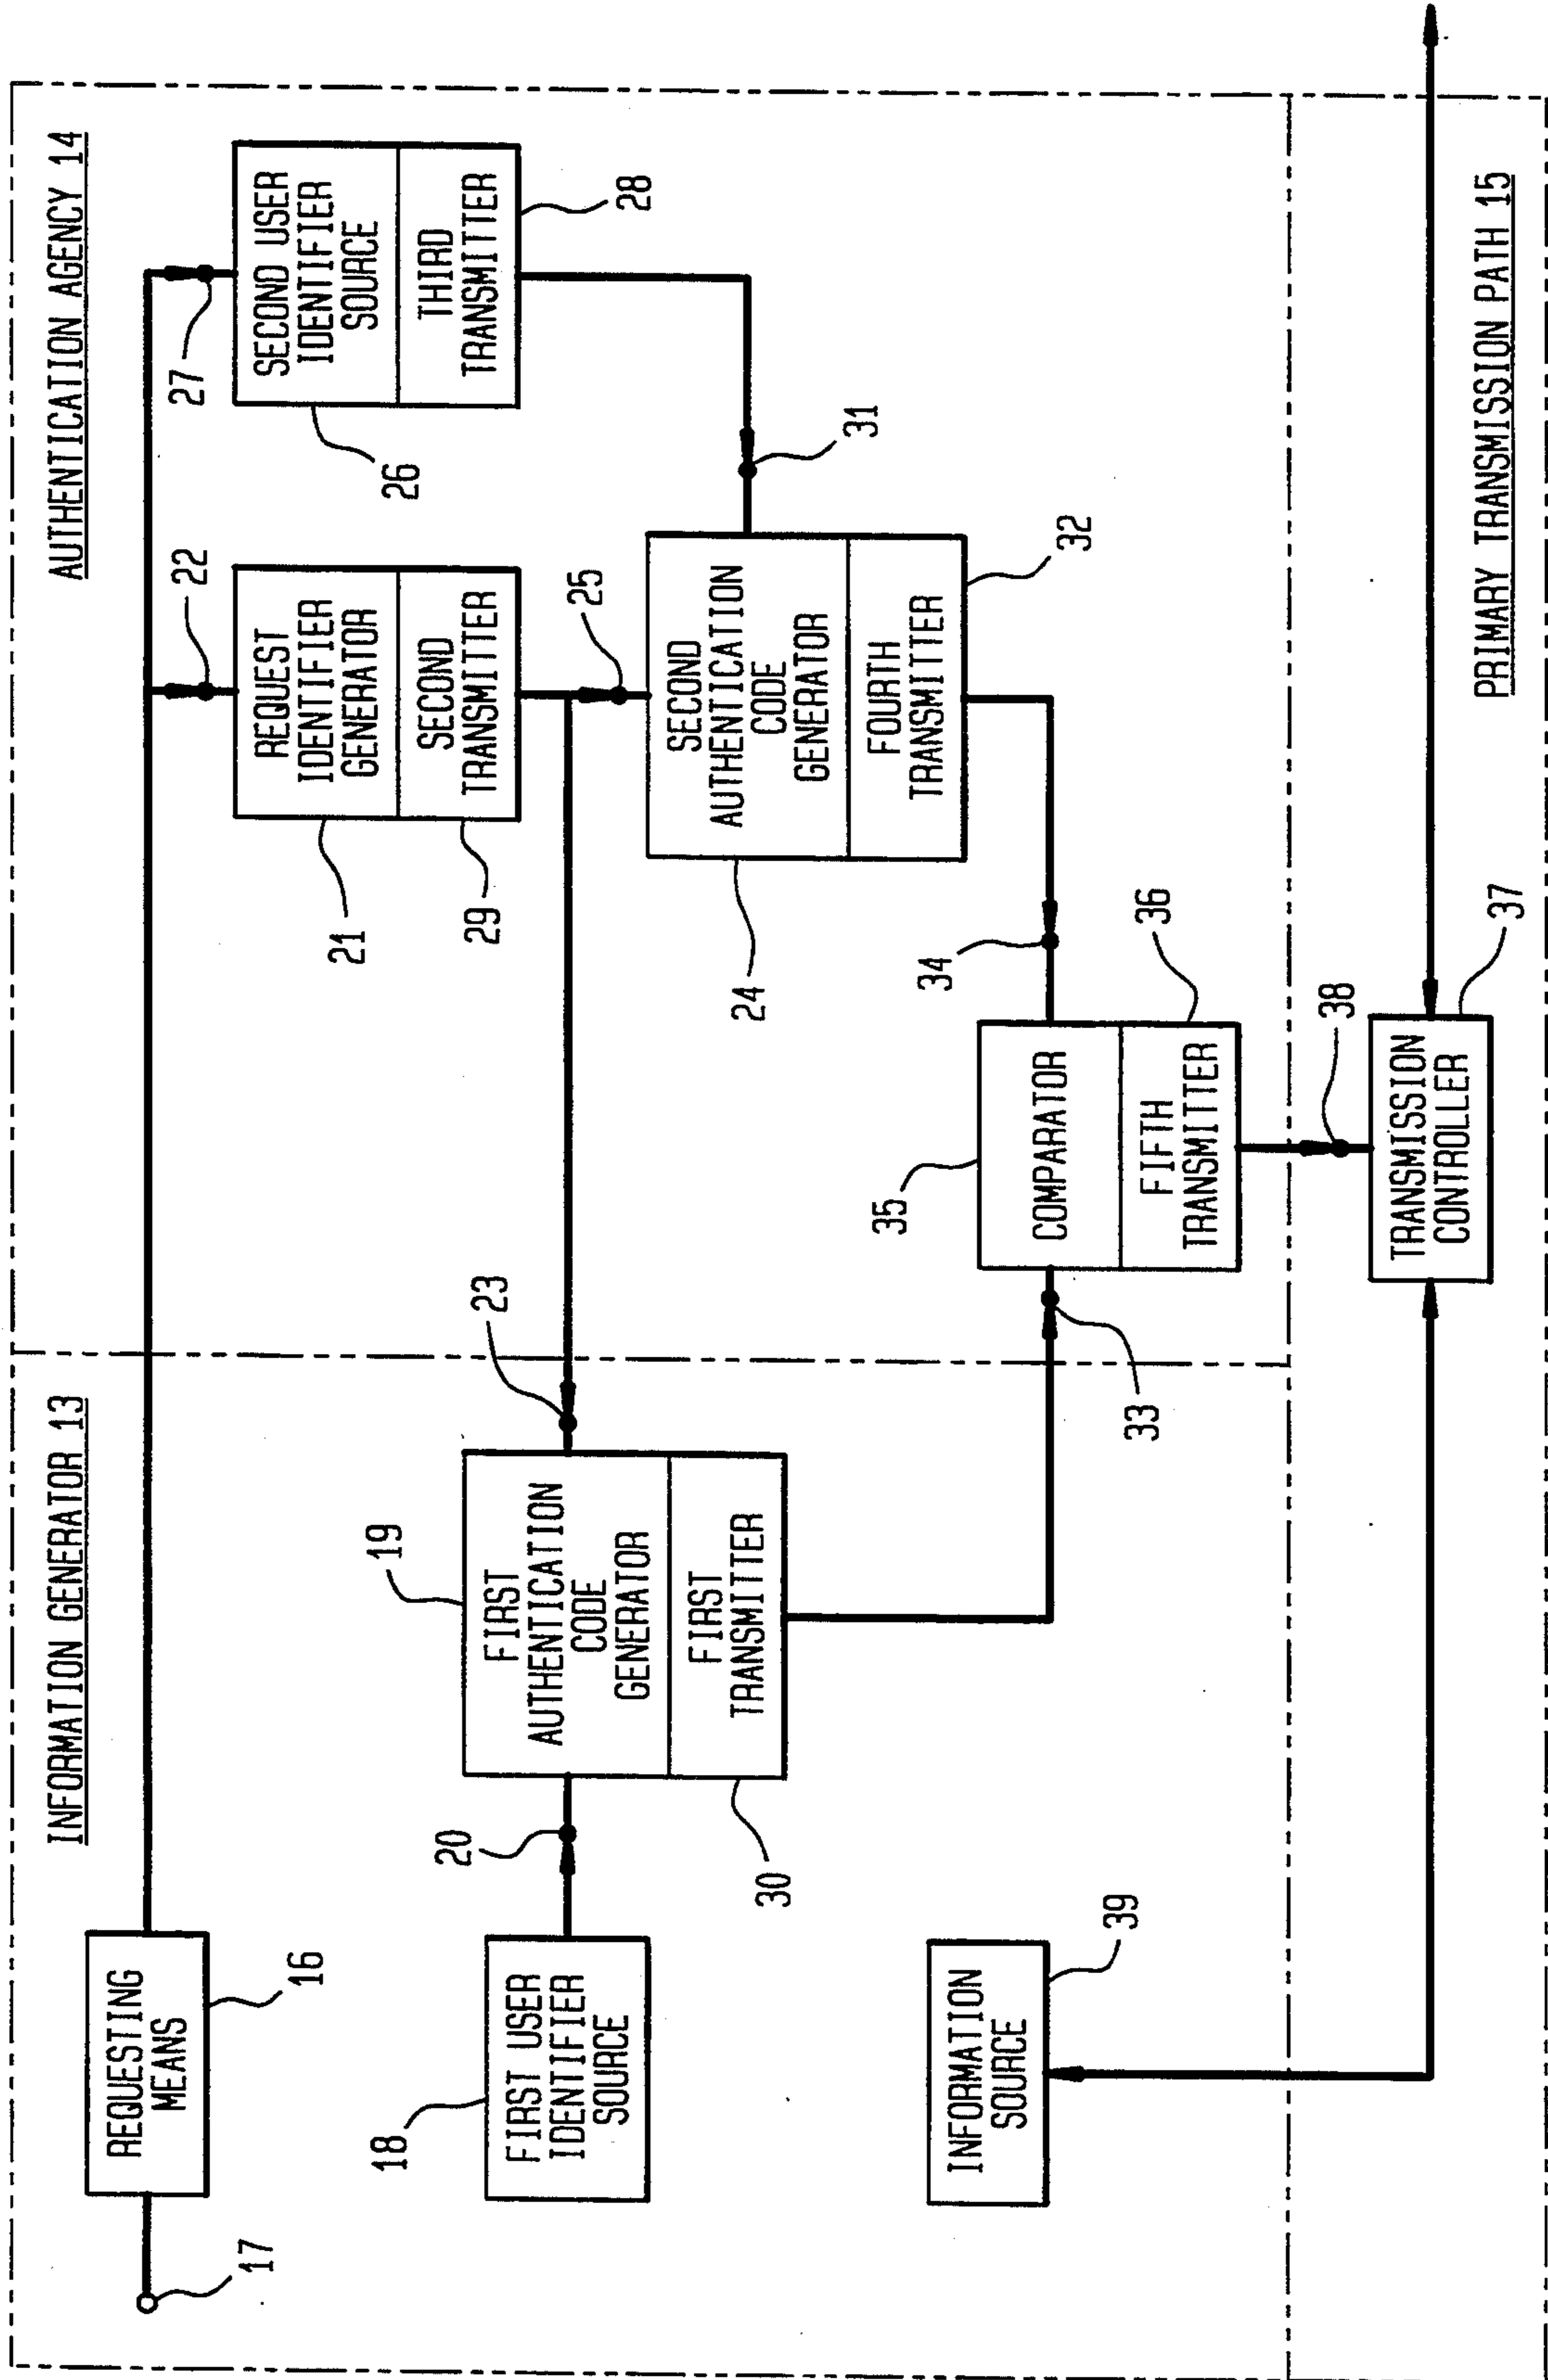 INFORMATION GENERATOR 13
AUTHENTICATION AGENCY 14
17
REQUESTING
MEANS
16
22
27
REQUEST
IDENTIFIER
GENERATOR
SECOND
TRANSMITTER
21
29
SECOND USER
IDENTIFIER
SOURCE
THIRD
TRANSMITTER
26
28
18
FIRST USER
IDENTIFIER
SOURCE
20
19
FIRST
AUTHENTICATION
CODE
GENERATOR
FIRST
TRANSMITTER
30
23
25
31
SECOND
AUTHENTICATION
CODE
GENERATOR
FOURTH
TRANSMITTER
24
32
33
34
35
COMPARATOR
FIFTH
TRANSMITTER
36
INFORMATION
SOURCE
39
38
TRANSMISSION
CONTROLLER
37
PRIMARY TRANSMISSION PATH 15